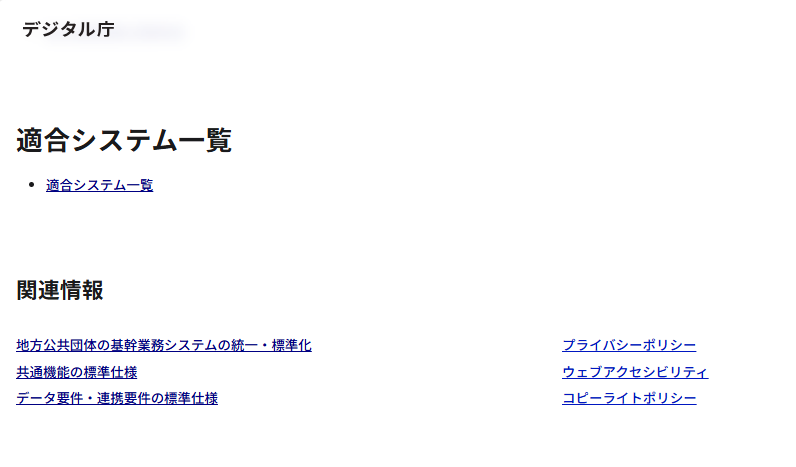 デジタル庁
適合システム一覧
適合システム一覧
関連情報
地方公共団体の基幹業務システムの統一・標準化
共通機能の標準仕様
データ要件・連携要件の標準仕様
プライバシーポリシー
ウェブアクセシビリティ
コピーライトポリシー